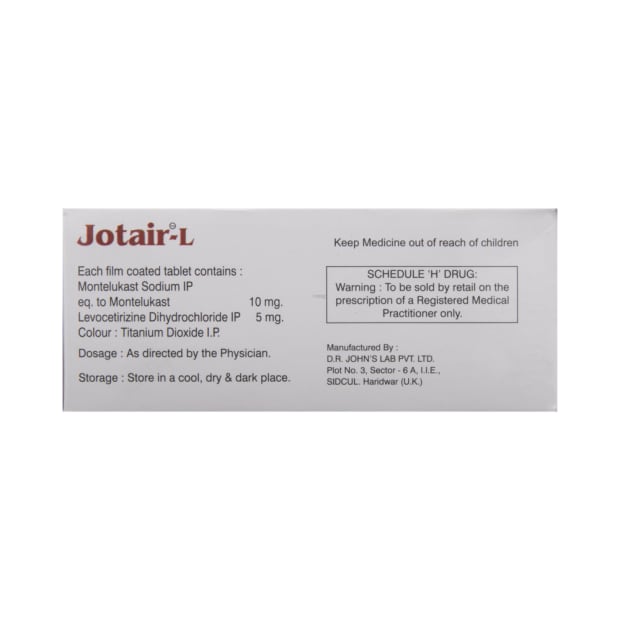 Jotair-L
Each film coated tablet contains :
Montelukast Sodium IP
eq. to Montelukast 10 mg.
Levocetirizine Dihydrochloride IP 5 mg.
Colour : Titanium Dioxide I.P.
Dosage : As directed by the Physician.
Storage : Store in a cool, dry & dark place.
Keep Medicine out of reach of children
SCHEDULE 'H' DRUG:
Warning : To be sold by retail on the
prescription of a Registered Medical
Practitioner only.
Manufactured By :
D.R. JOHN'S LAB PVT. LTD.
Plot No. 3, Sector - 6 A, I.I.E.,
SIDCUL. Haridwar (U.K.)